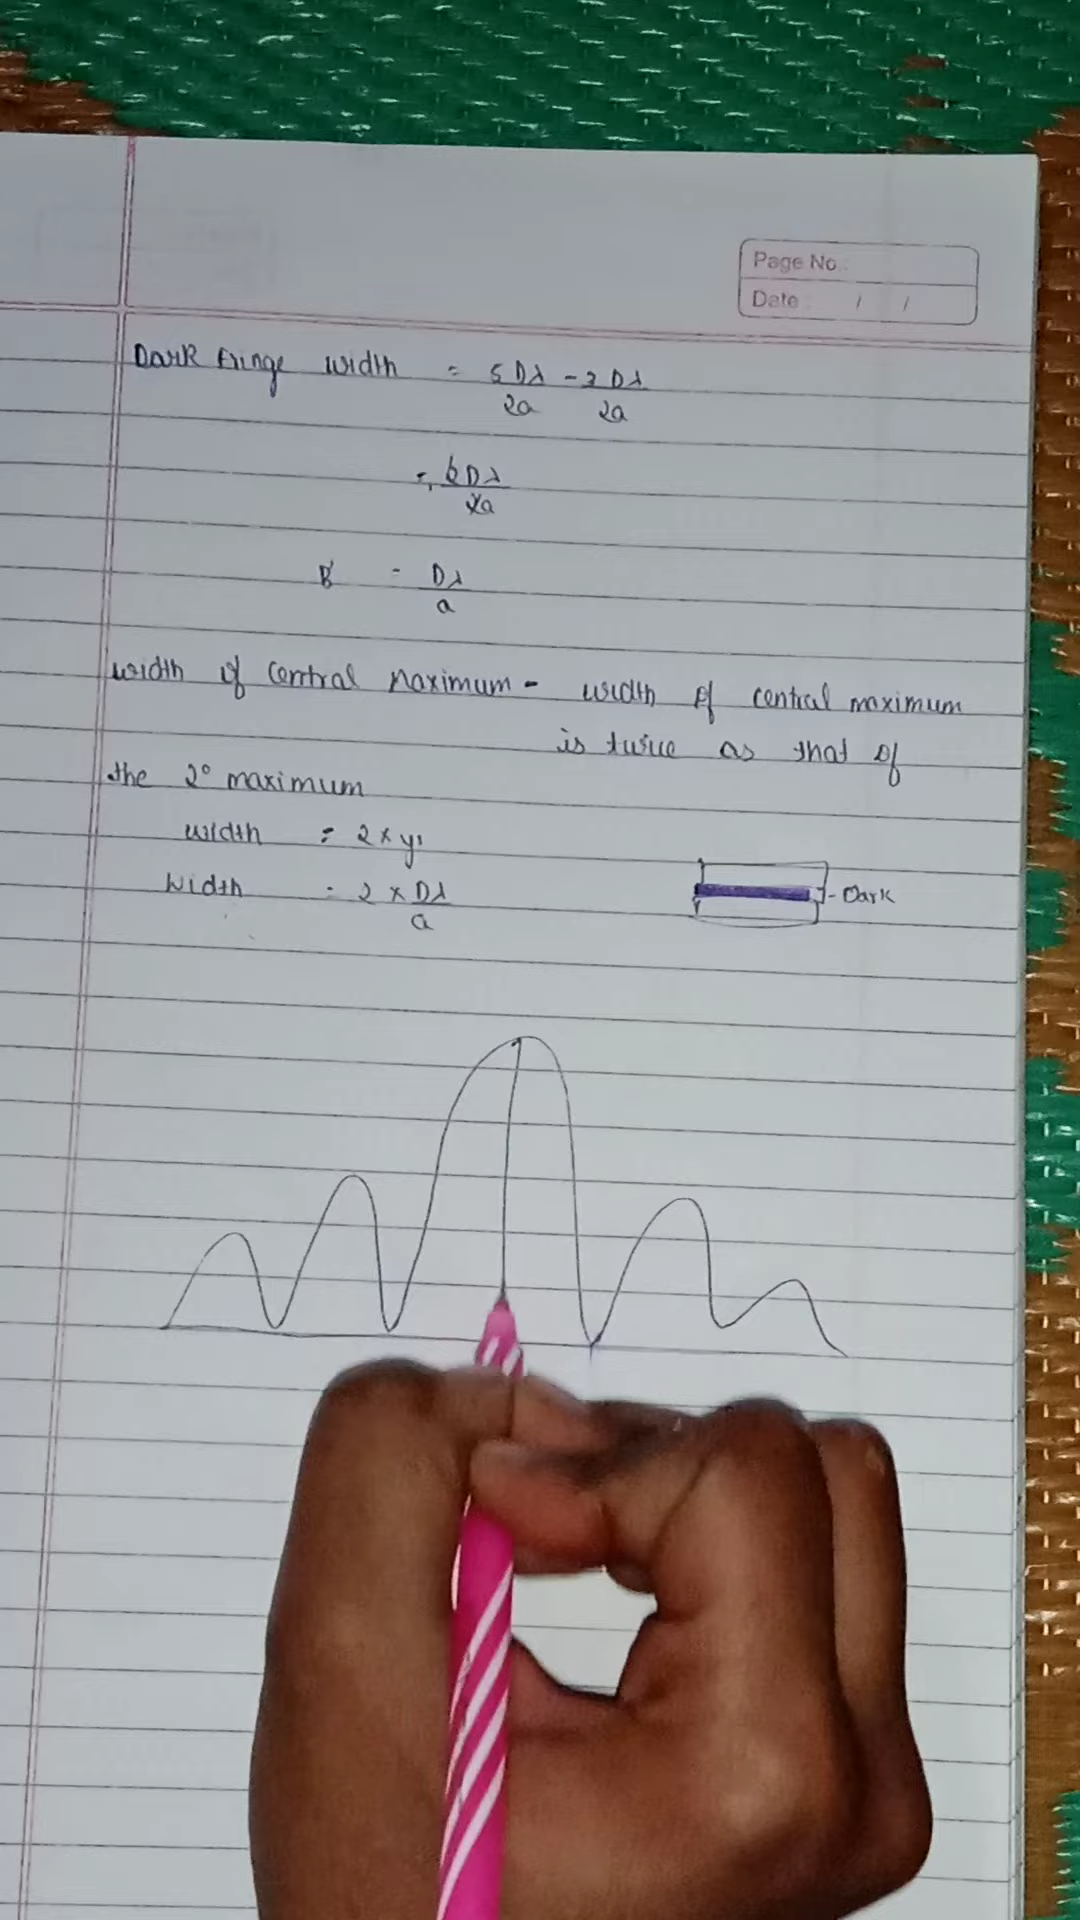 Page No.:
Date : / /
Dark fringe width = 5Dλ/2a - 3Dλ/2a
= 2Dλ/2a
B' = Dλ/a
width of central maximum - width of central maximum
is twice as that of
the 2° maximum
width = 2 × y₁
Width = 2 × Dλ/a
Dark